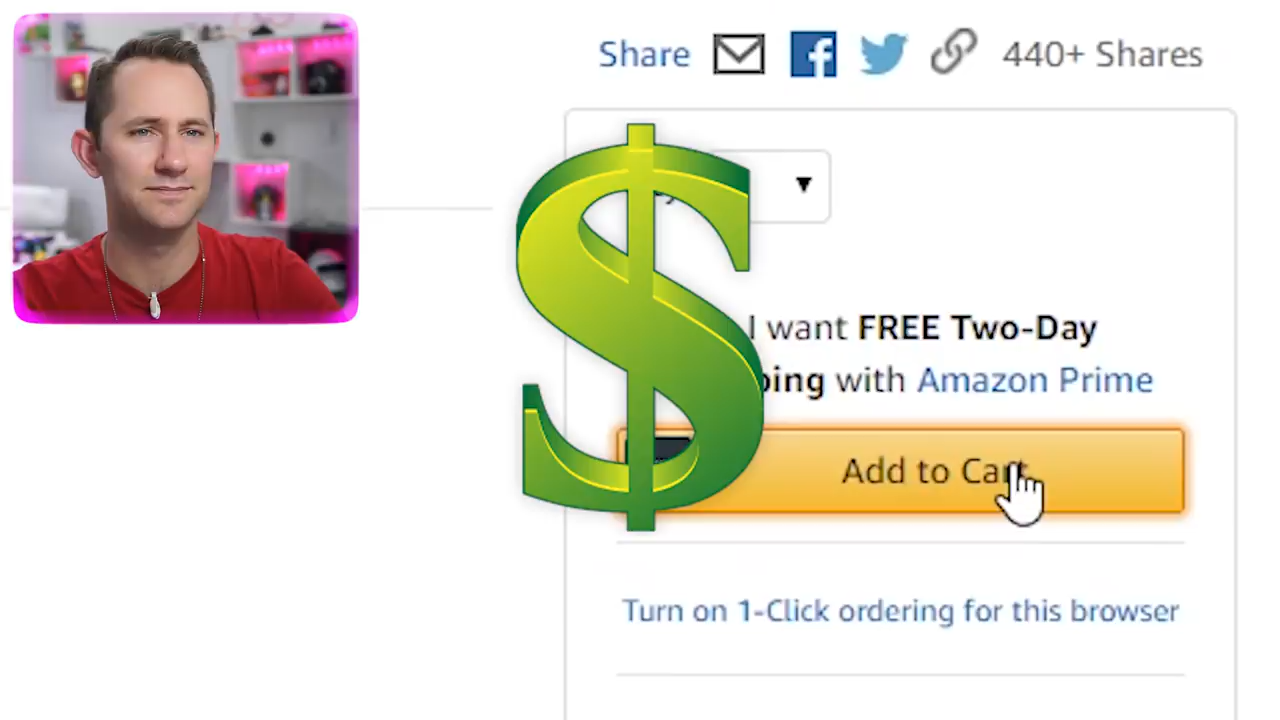 Share 440+ Shares
I want FREE Two-Day
with Amazon Prime
Add to Cart
Turn on 1-Click ordering for this browser